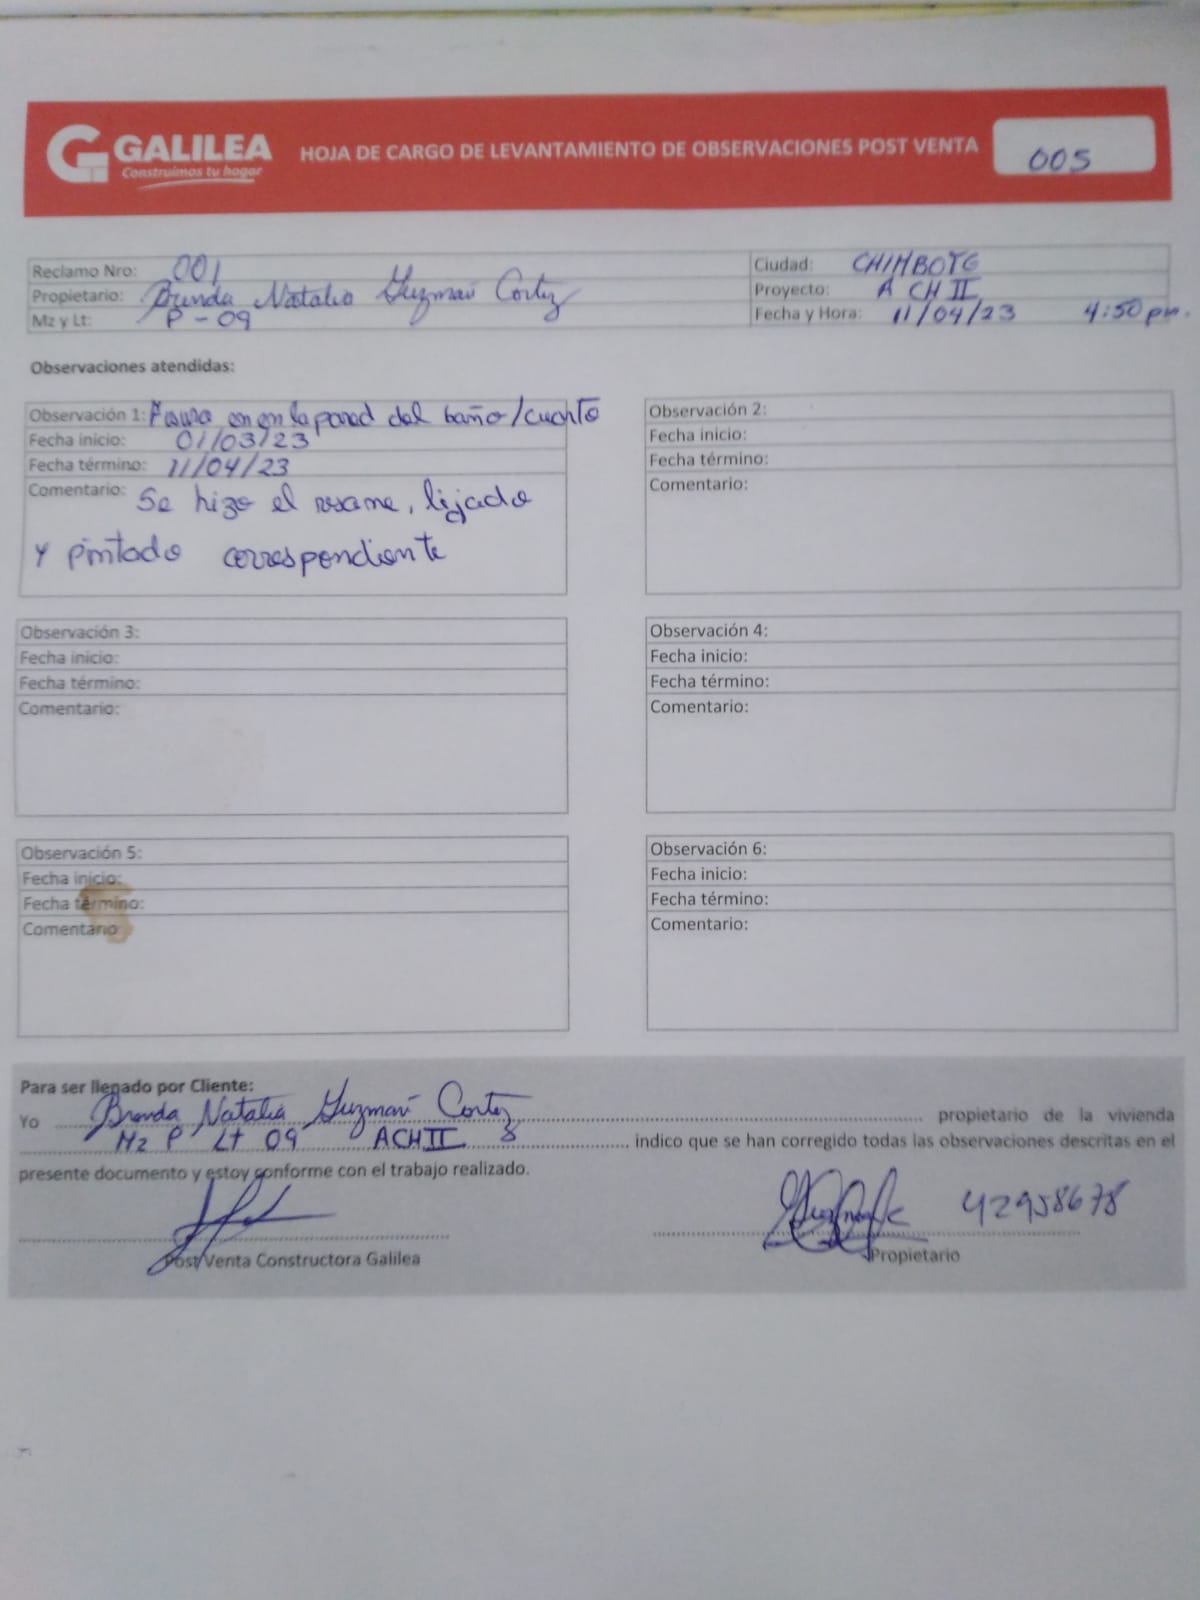 GALILEA
Construimos tu hogar
HOJA DE CARGO DE LEVANTAMIENTO DE OBSERVACIONES POST VENTA
005
Reclamo Nro: 001
Ciudad: CHIMBOTE
Propietario: Brenda Natalia Guzman Cortez
Proyecto: ACH II
Mz y Lt: P - 09
Fecha y Hora: 11/04/23 4:50 pm.
Observaciones atendidas:
Observación 1: en en la pared del baño/cuarto
Fecha inicio: 01/03/23
Fecha término: 11/04/23
Comentario: Se hizo el resane, lijado
y pintado correspondiente
Observación 2:
Fecha inicio:
Fecha término:
Comentario:
Observación 3:
Fecha inicio:
Fecha término:
Comentario:
Observación 4:
Fecha inicio:
Fecha término:
Comentario:
Observación 5:
Fecha inicio:
Fecha término:
Comentario:
Observación 6:
Fecha inicio:
Fecha término:
Comentario:
Para ser llenado por Cliente:
Yo Brenda Natalia Guzman Cortez propietario de la vivienda
Mz P Lt 09 ACH II indico que se han corregido todas las observaciones descritas en el
presente documento y estoy conforme con el trabajo realizado.
42958678
Post Venta Constructora Galilea
Propietario